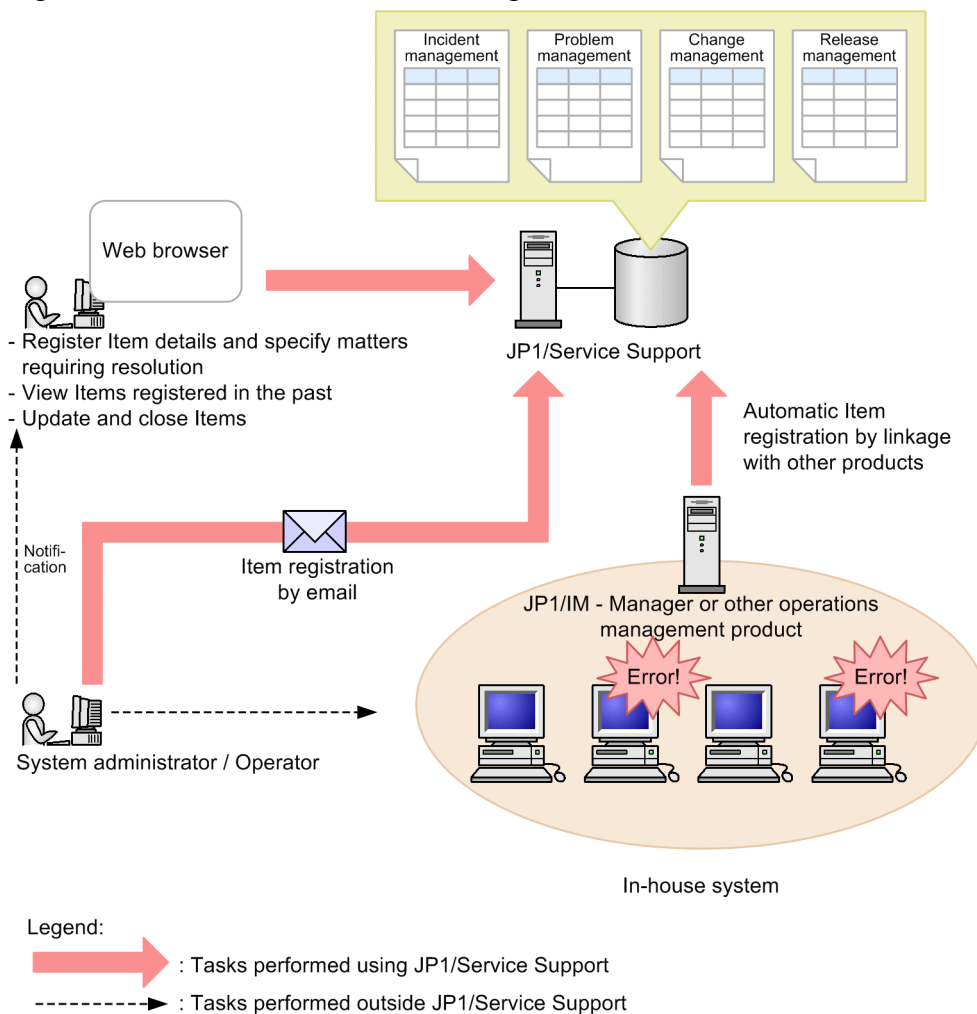 Incident
management
Problem
management
Change
management
Release
management
Web browser
- Register Item details and specify matters
requiring resolution
- View Items registered in the past
- Update and close Items
JP1/Service Support
Automatic Item
registration by linkage
with other products
Notifi-
cation
Item registration
by email
JP1/IM - Manager or other operations
management product
Error!
Error!
System administrator / Operator
In-house system
Legend:
: Tasks performed using JP1/Service Support
: Tasks performed outside JP1/Service Support